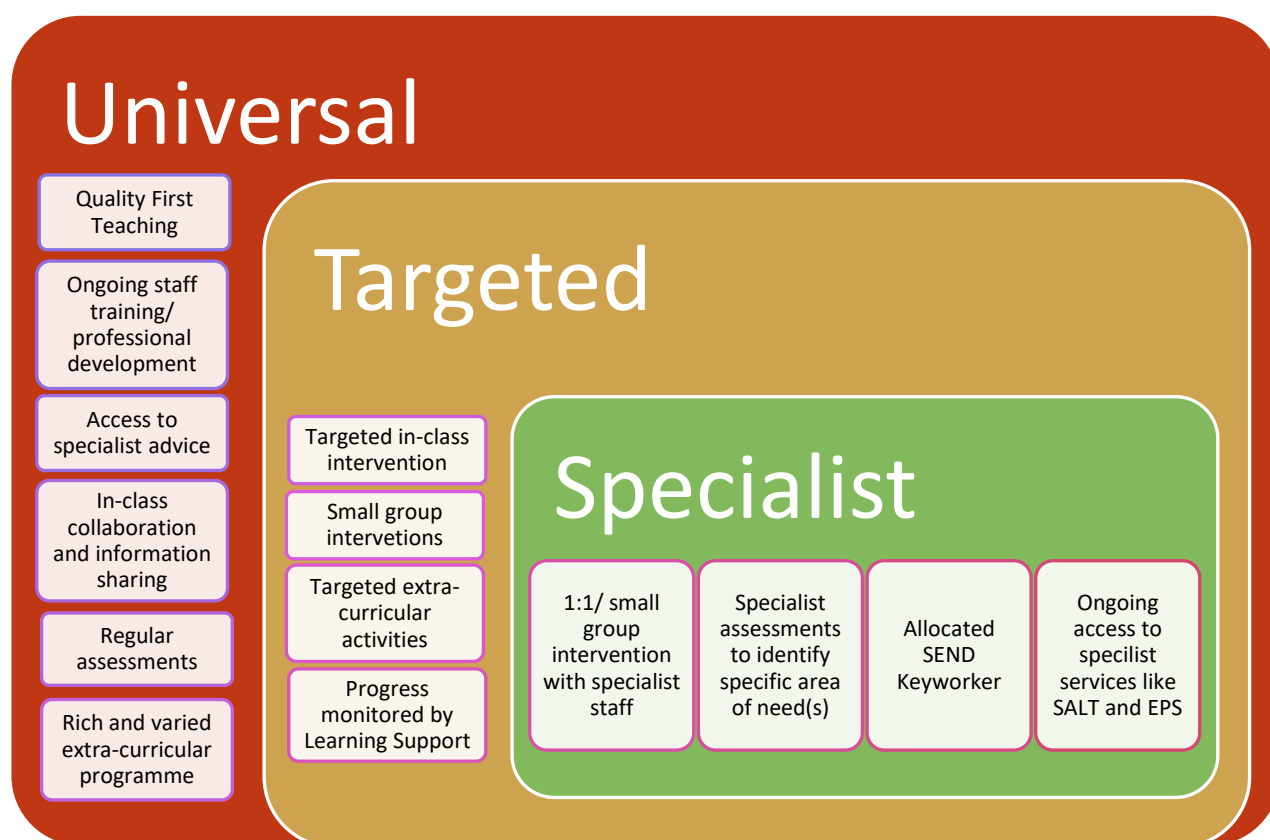 Universal
Quality First
Teaching
Ongoing staff
training/
professional
development
Access to
specialist advice
In-class
collaboration
and information
sharing
Regular
assessments
Rich and varied
extra-curricular
programme
Targeted
Targeted in-class
intervention
Small group
intervetions
Targeted extra-
curricular
activities
Progress
monitored by
Learning Support
Specialist
1:1/ small
group
intervention
with specialist
staff
Specialist
assessments
to identify
specific area
of need(s)
Allocated
SEND
Keyworker
Ongoing
access to
specilist
services like
SALT and EPS